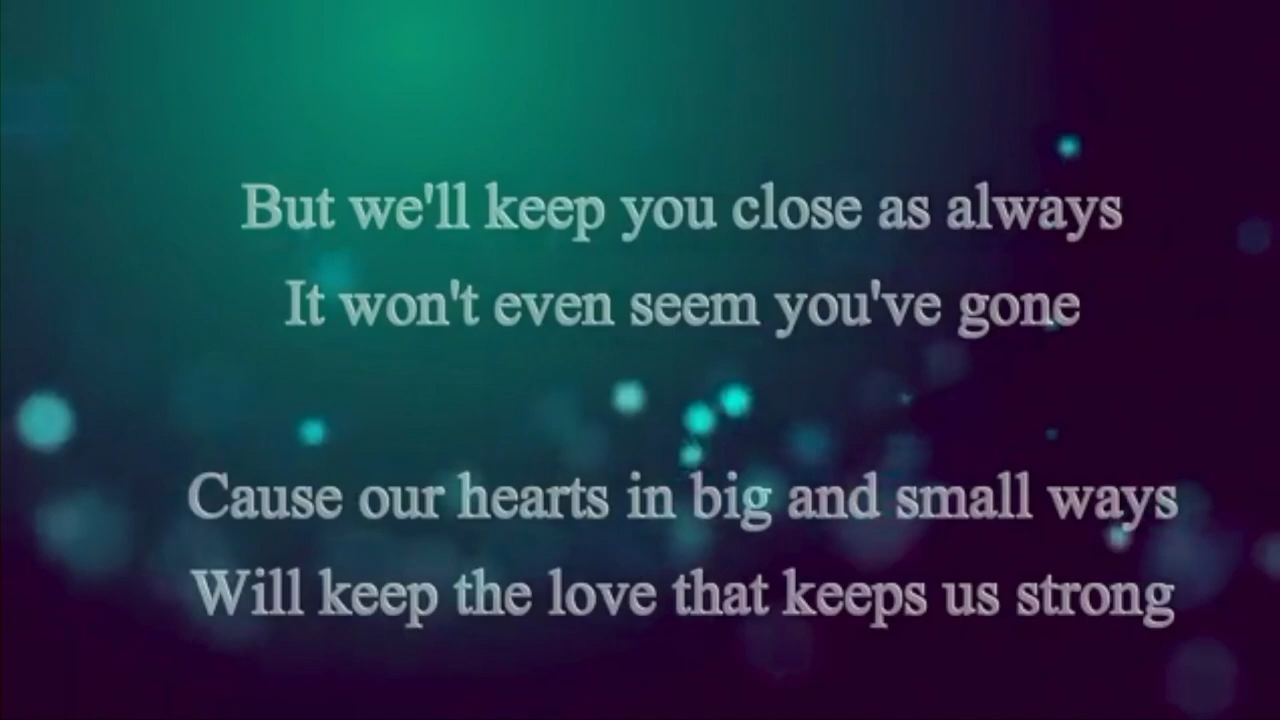 But we'll keep you close as always
It won't even seem you've gone
Cause our hearts in big and small ways
Will keep the love that keeps us strong